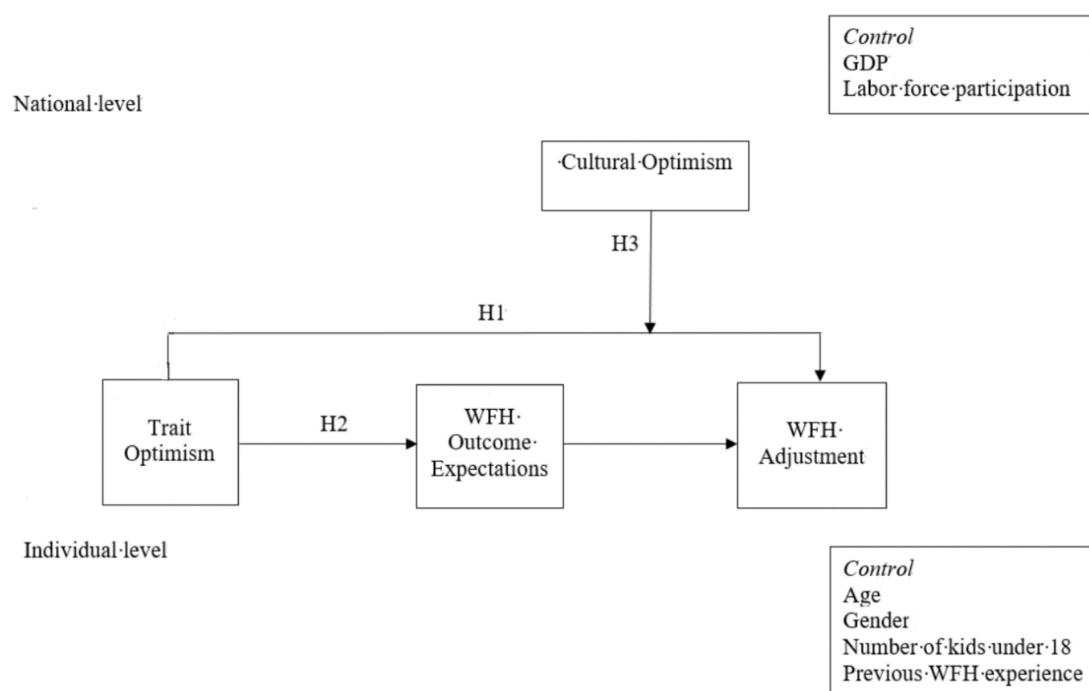 Control
GDP
Labor·force·participation
National·level
·Cultural·Optimism
H3
H1
Trait
Optimism
H2
WFH·
Outcome·
Expectations
WFH·
Adjustment
Individual·level
Control
Age
Gender
Number·of·kids·under·18
Previous·WFH·experience